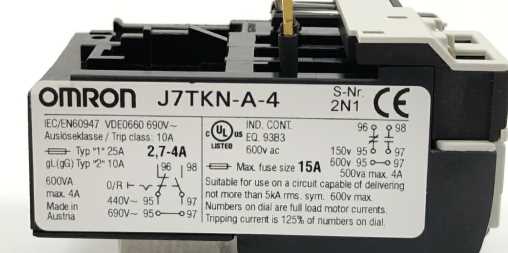 OMRON J7TKN-A-4 S-Nr. 2N1 CE
IEC/EN60947 VDE0660 690V~
Auslöseklasse / Trip class: 10A
Typ "1" 25A 2,7-4A
gL(gG) Typ "2" 10A
96 98
600VA
max. 4A
O/R
440V~ 95 97
690V~ 95 97
Made in
Austria
c UL us
LISTED
IND. CONT.
EQ. 93B3
600v ac
96 98
150v 95 97
600v 95 97
500va max. 4A
Max. fuse size 15A
Suitable for use on a circuit capable of delivering
not more than 5kA rms. sym. 600v max.
Numbers on dial are full load motor currents.
Tripping current is 125% of numbers on dial.